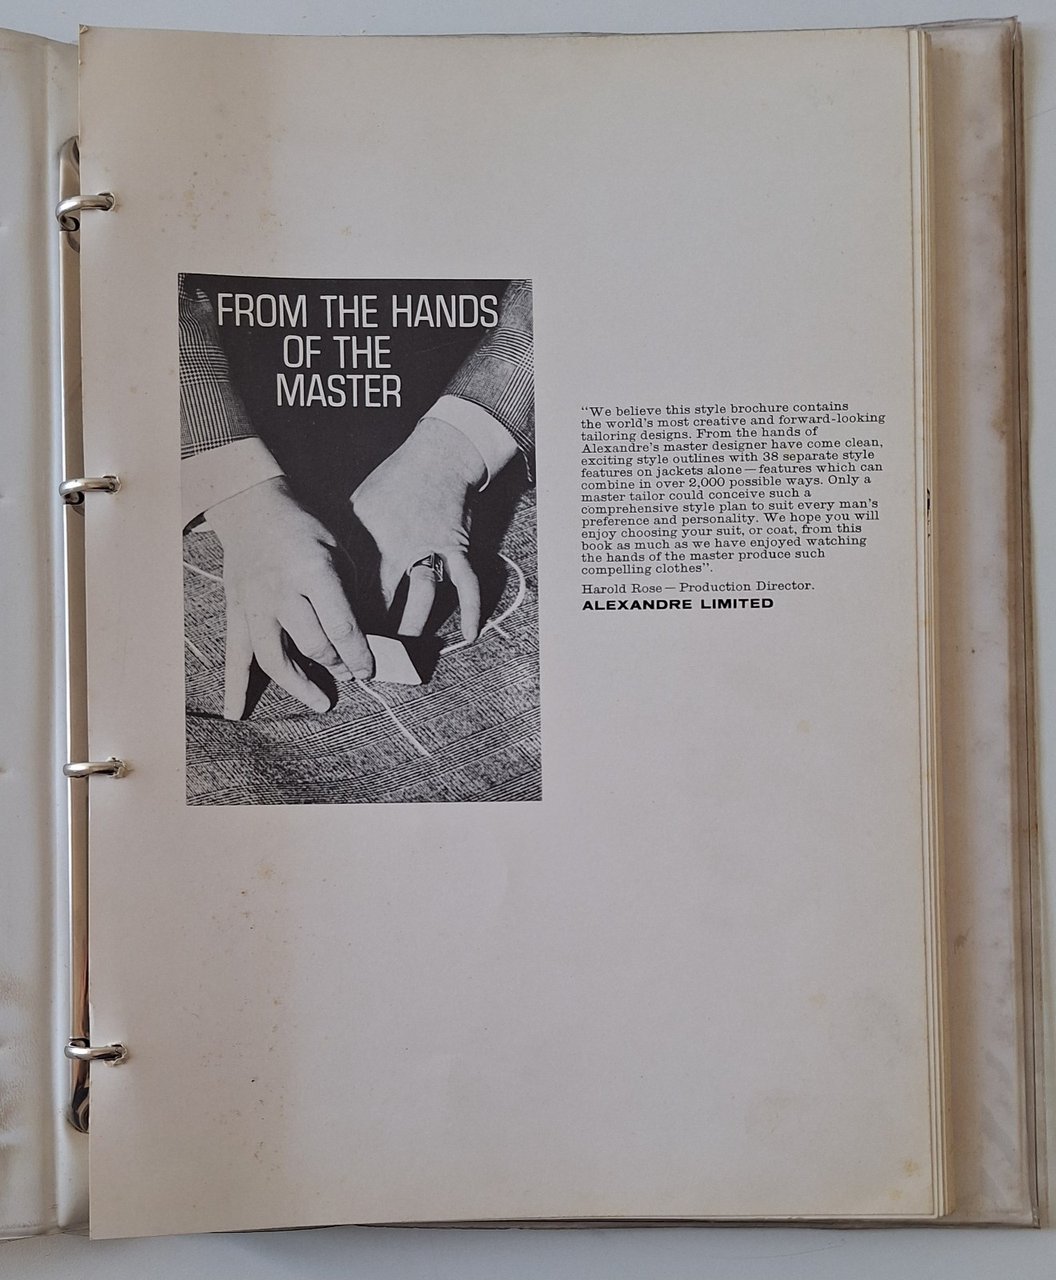 FROM THE HANDS
OF THE
MASTER
“We believe this style brochure contains
the world's most creative and forward-looking
tailoring designs. From the hands of
Alexandre's master designer have come clean,
exciting style outlines with 38 separate style
features on jackets alone — features which can
combine in over 2,000 possible ways. Only a
master tailor could conceive such a
comprehensive style plan to suit every man's
preference and personality. We hope you will
enjoy choosing your suit, or coat, from this
book as much as we have enjoyed watching
the hands of the master produce such
compelling clothes”.
Harold Rose — Production Director.
ALEXANDRE LIMITED